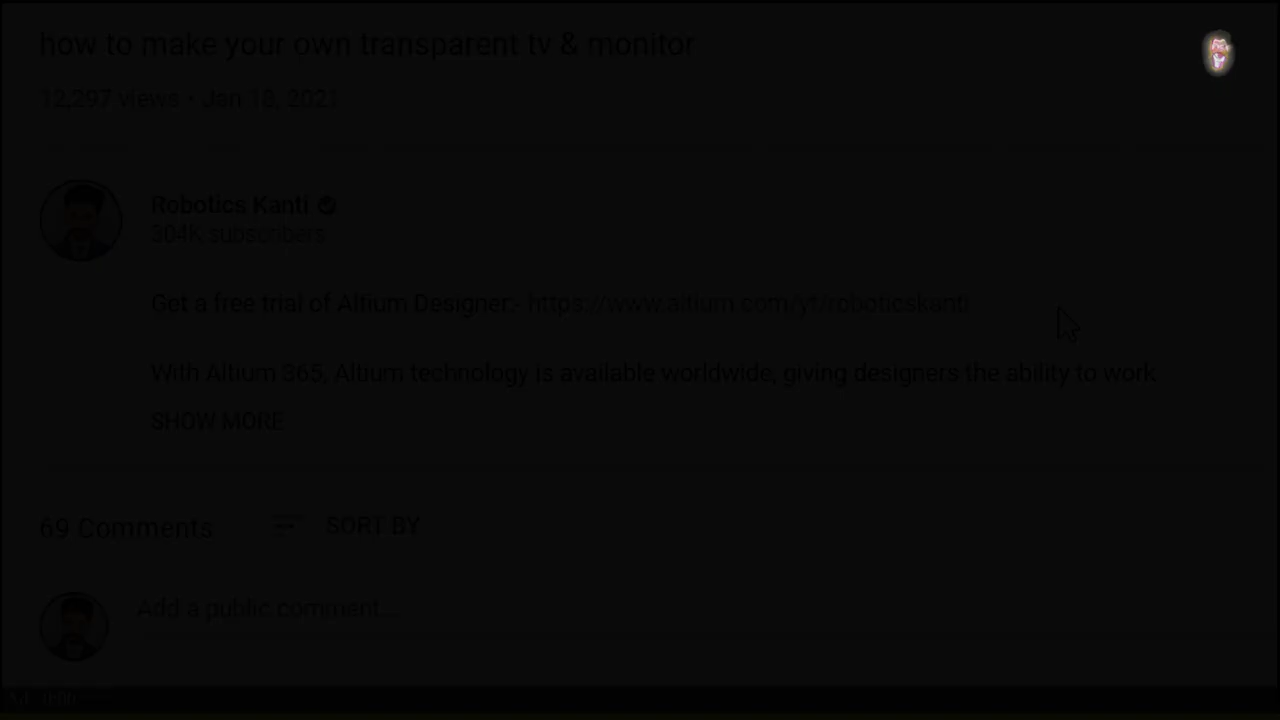 how to make your own transparent tv & monitor
12,297 views • Jan 18, 2021
Robotics Kanti
304K subscribers
Get a free trial of Altium Designer:- https://www.altium.com/yt/roboticskanti
With Altium 365, Altium technology is available worldwide, giving designers the ability to work
SHOW MORE
69 Comments
SORT BY
Add a public comment...